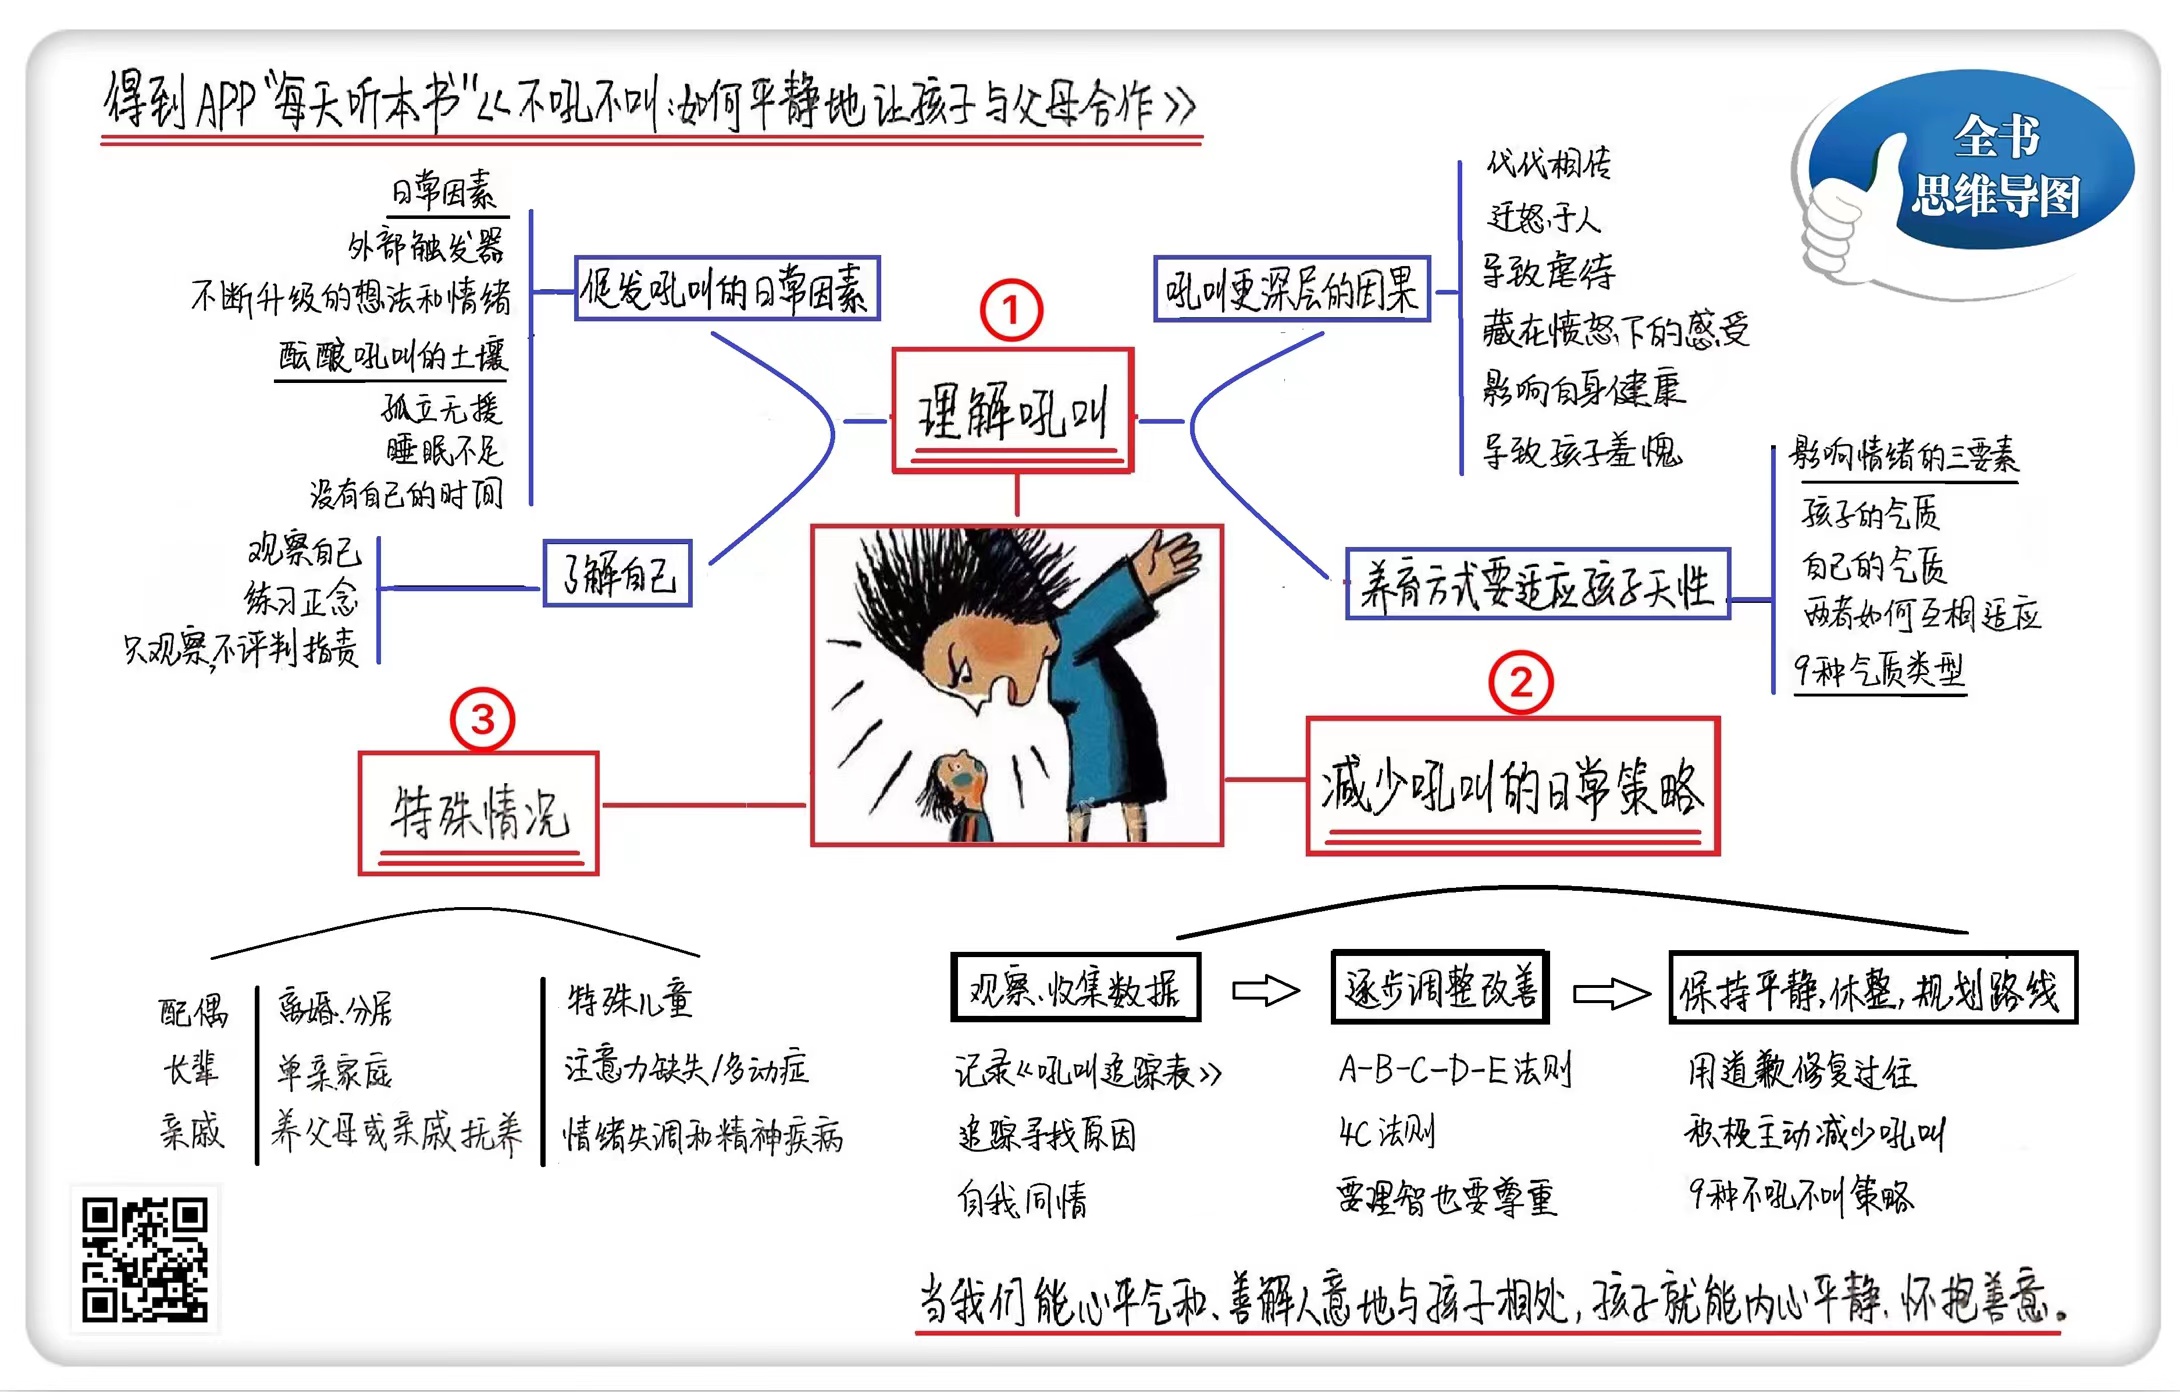 得到APP“每天听本书”《不吼不叫:如何平静地让孩子与父母合作》
全书
思维导图
①
理解吼叫
促发吼叫的日常因素
日常因素
外部触发器
不断升级的想法和情绪
酝酿吼叫的土壤
孤立无援
睡眠不足
没有自己的时间
了解自己
观察自己
练习正念
只观察,不评判指责
吼叫更深层的因果
代代相传
迁怒于人
导致虐待
藏在愤怒下的感受
影响自身健康
导致孩子羞愧
养育方式要适应孩子天性
影响情绪的三要素
孩子的气质
自己的气质
两者如何互相适应
9种气质类型
②
减少吼叫的日常策略
观察、收集数据
记录《吼叫追踪表》
追踪寻找原因
自我同情
逐步调整改善
A-B-C-D-E法则
4C法则
要理智也要尊重
保持平静,休整,规划路线
用道歉修复过往
积极主动减少吼叫
9种不吼不叫策略
③
特殊情况
配偶
长辈
亲戚
离婚、分居
单亲家庭
养父母或亲戚抚养
特殊儿童
注意力缺失/多动症
情绪失调和精神疾病
当我们能心平气和、善解人意地与孩子相处,孩子就能内心平静、怀抱善意。